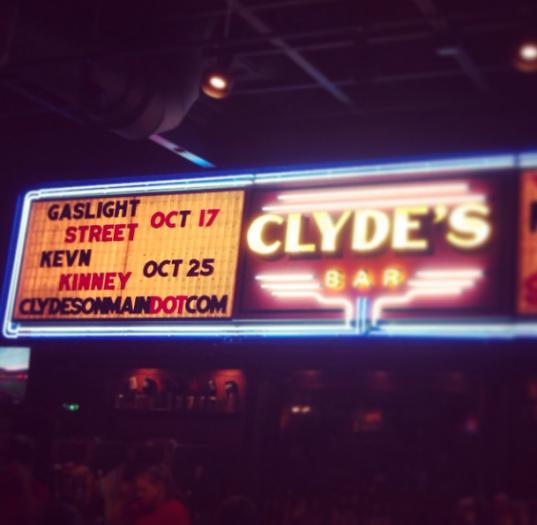 GASLIGHT
STREET OCT 17
KEVN
KINNEY OCT 25
CLYDESONMAINDOTCOM
CLYDE'S
BAR